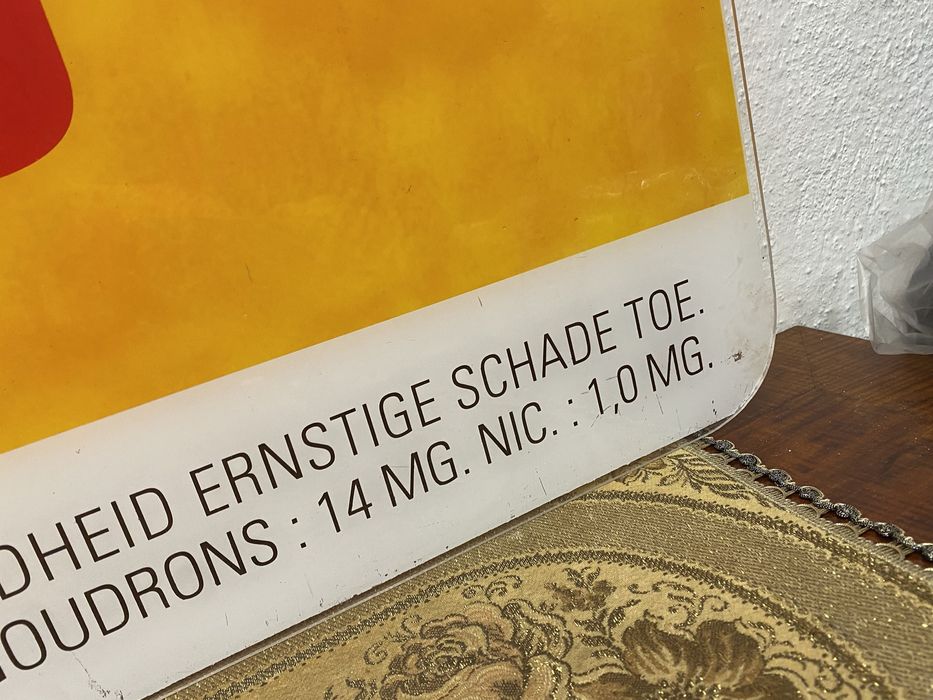 DHEID ERNSTIGE SCHADE TOE.
OUDRONS : 14 MG. NIC. : 1,0 MG.